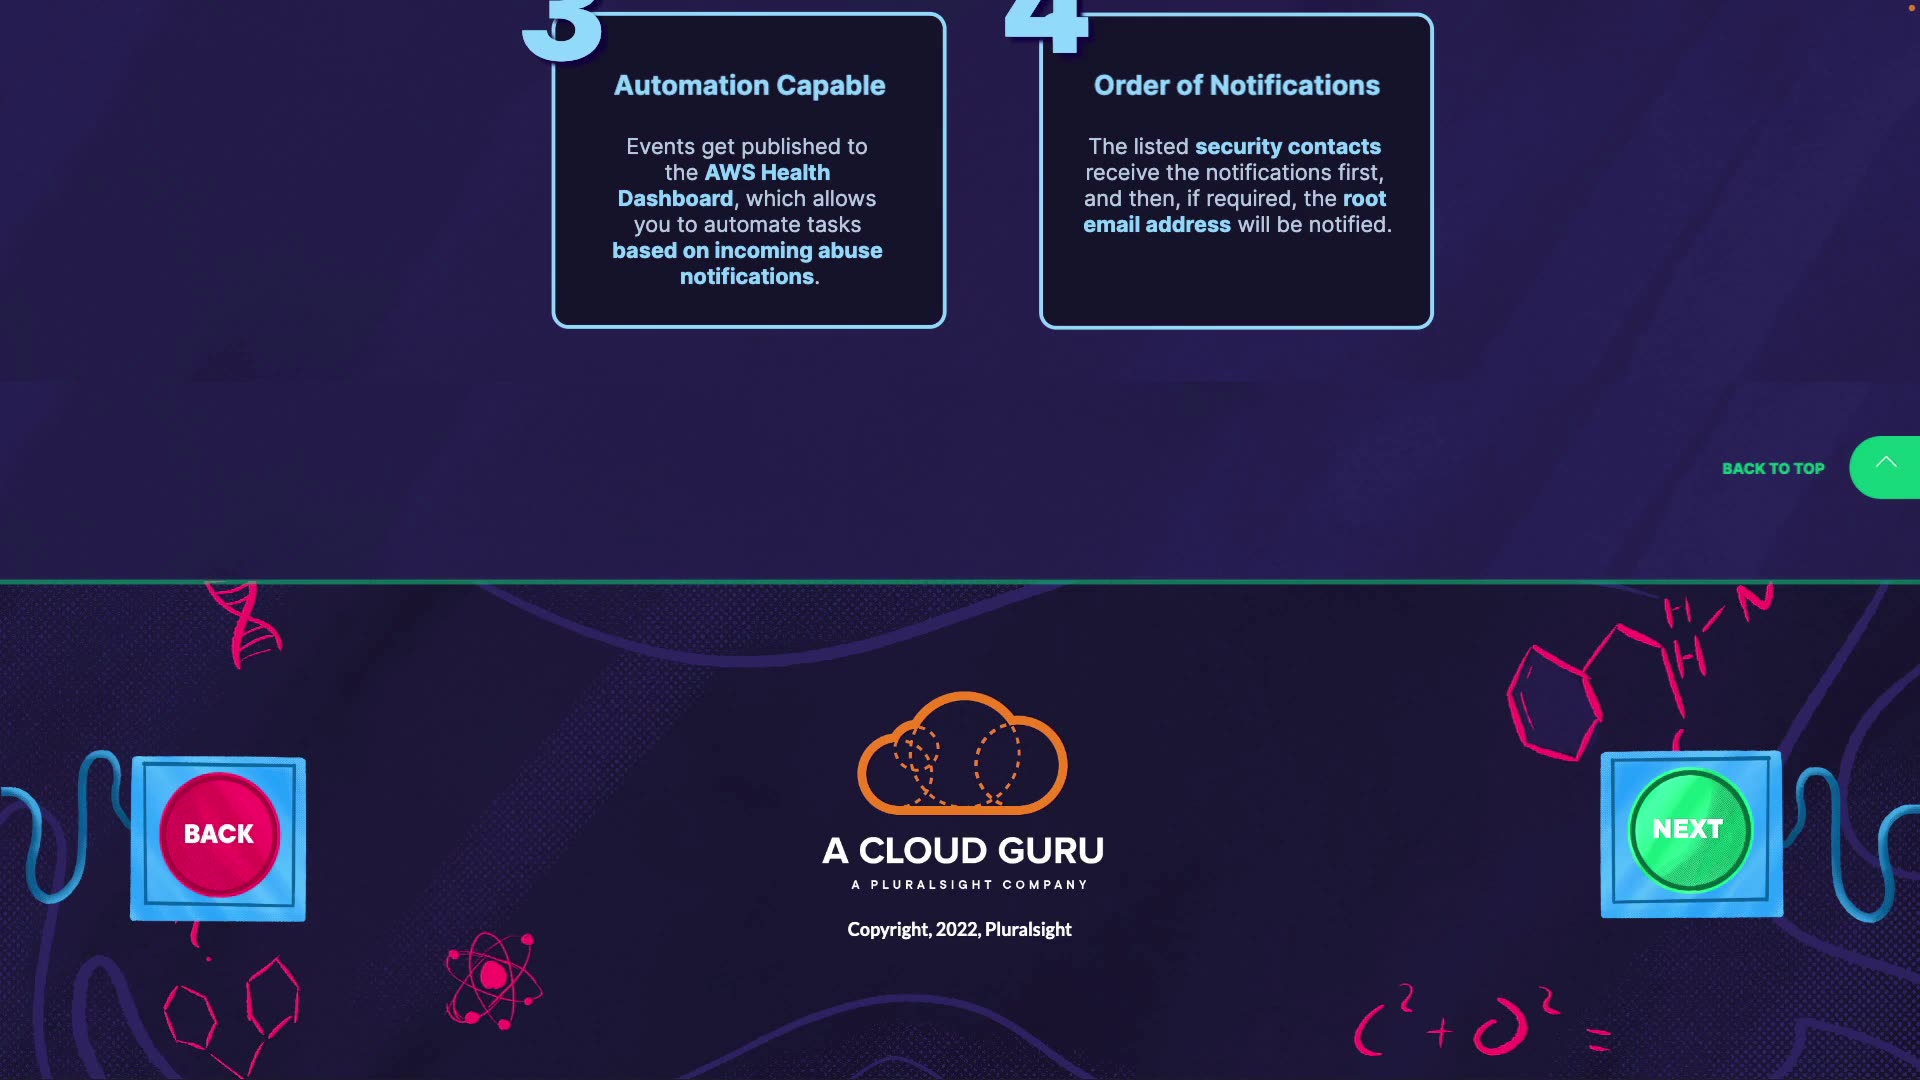 3
Automation Capable
Events get published to
the AWS Health
Dashboard, which allows
you to automate tasks
based on incoming abuse
notifications.
4
Order of Notifications
The listed security contacts
receive the notifications first,
and then, if required, the root
email address will be notified.
BACK TO TOP
H
N
H
BACK
NEXT
A CLOUD GURU
A PLURALSIGHT COMPANY
Copyright, 2022, Pluralsight
C² + O² =